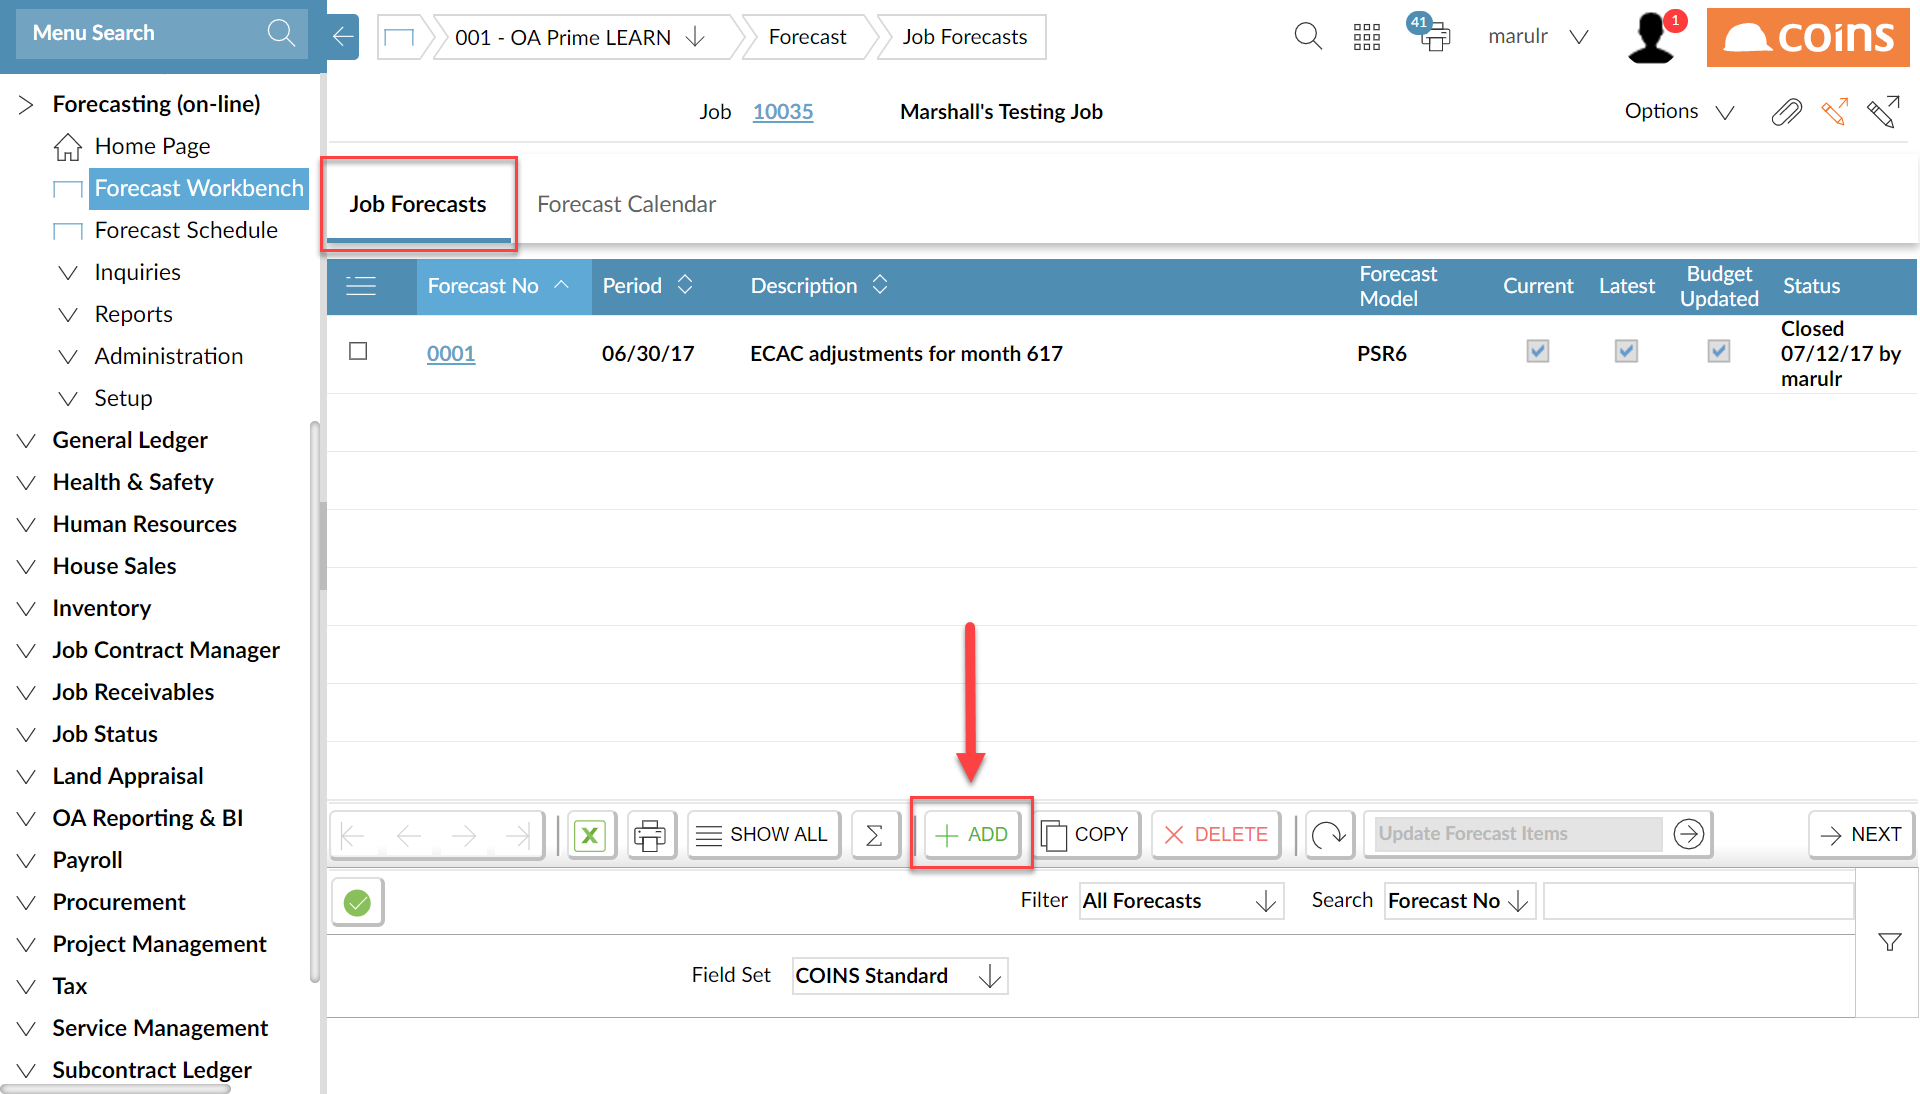 Menu Search
001 - OA Prime LEARN
Forecast
Job Forecasts
41
marulr
1
coins
Forecasting (on-line)
Home Page
Forecast Workbench
Forecast Schedule
Inquiries
Reports
Administration
Setup
General Ledger
Health & Safety
Human Resources
House Sales
Inventory
Job Contract Manager
Job Receivables
Job Status
Land Appraisal
OA Reporting & BI
Payroll
Procurement
Project Management
Tax
Service Management
Subcontract Ledger
Job 10035 Marshall's Testing Job
Options
Job Forecasts Forecast Calendar
Forecast No Period Description Forecast Model Current Latest Budget Updated Status
0001 06/30/17 ECAC adjustments for month 617 PSR6 Closed
07/12/17 by
marulr
X SHOW ALL Σ ADD COPY DELETE Update Forecast Items NEXT
Filter All Forecasts Search Forecast No
Field Set COINS Standard